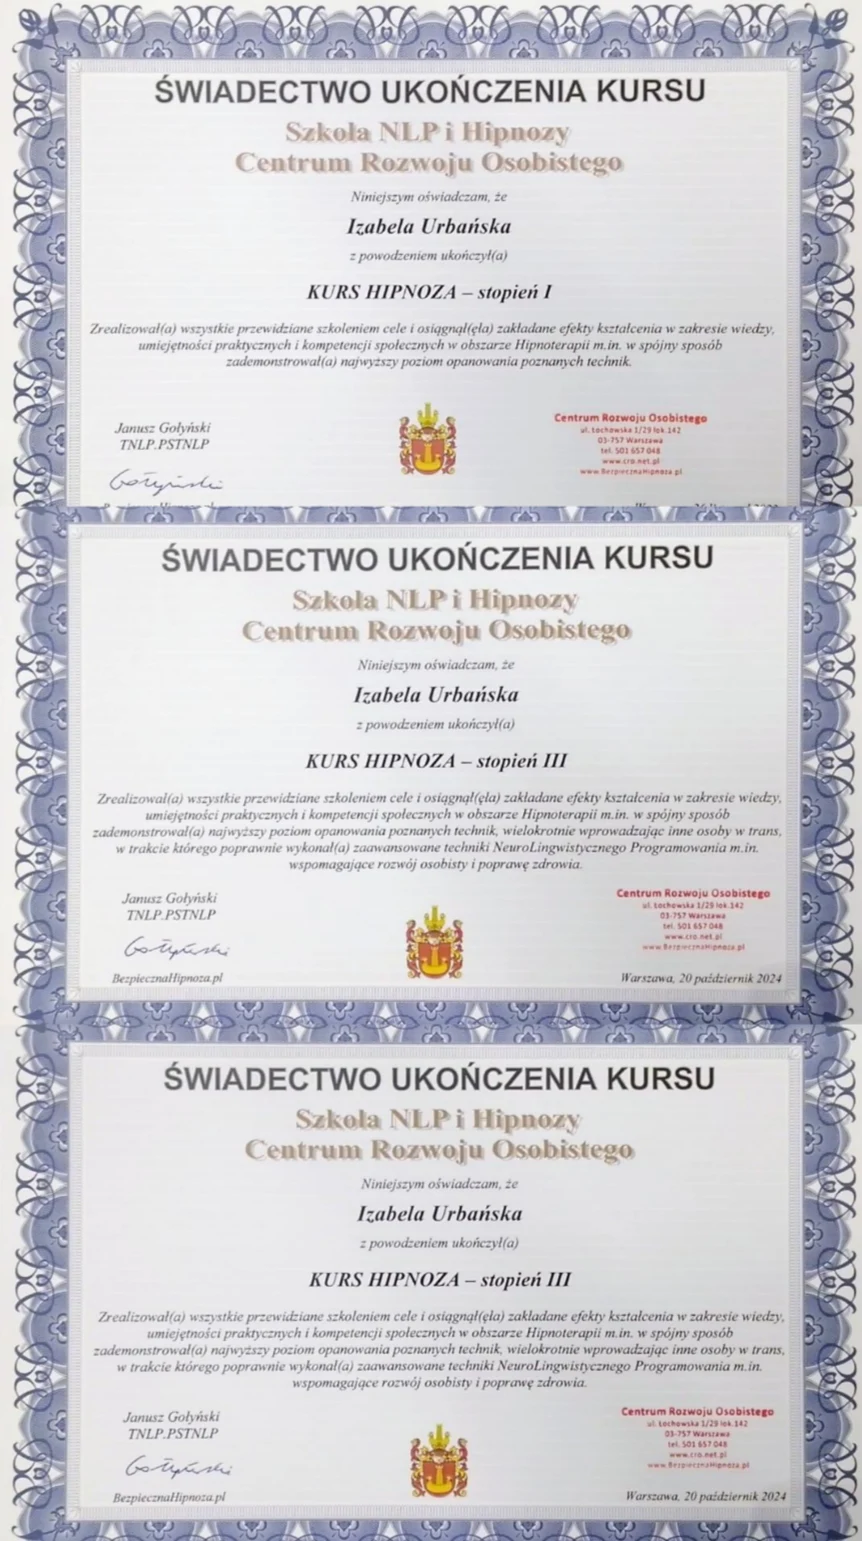 ŚWIADECTWO UKOŃCZENIA KURSU
Szkoła NLP i Hipnozy
Centrum Rozwoju Osobistego
Niniejszym oświadczam, że
Izabela Urbańska
z powodzeniem ukończył(a)
KURS HIPNOZA – stopień I
Zrealizował(a) wszystkie przewidziane szkoleniem cele i osiągnął(ęła) zakładane efekty kształcenia w zakresie wiedzy,
umiejętności praktycznych i kompetencji społecznych w obszarze Hipnoterapii m.in. w spójny sposób
zademonstrował(a) najwyższy poziom opanowania poznanych technik.
Janusz Gołyński
TNLP.PSTNLP
Gołyński
Centrum Rozwoju Osobistego
ul. Łochowska 1/29 lok.142
03-757 Warszawa
tel. 501 657 048
www.cro.net.pl
www.BezpiecznaHipnoza.pl
ŚWIADECTWO UKOŃCZENIA KURSU
Szkoła NLP i Hipnozy
Centrum Rozwoju Osobistego
Niniejszym oświadczam, że
Izabela Urbańska
z powodzeniem ukończył(a)
KURS HIPNOZA – stopień III
Zrealizował(a) wszystkie przewidziane szkoleniem cele i osiągnął(ęła) zakładane efekty kształcenia w zakresie wiedzy,
umiejętności praktycznych i kompetencji społecznych w obszarze Hipnoterapii m.in. w spójny sposób
zademonstrował(a) najwyższy poziom opanowania poznanych technik, wielokrotnie wprowadzając inne osoby w trans,
w trakcie którego poprawnie wykonał(a) zaawansowane techniki NeuroLingwistycznego Programowania m.in.
wspomagające rozwój osobisty i poprawę zdrowia.
Janusz Gołyński
TNLP.PSTNLP
Gołyński
BezpiecznaHipnoza.pl
Centrum Rozwoju Osobistego
ul. Łochowska 1/29 lok.142
03-757 Warszawa
tel. 501 657 048
www.cro.net.pl
www.BezpiecznaHipnoza.pl
Warszawa, 20 październik 2024
ŚWIADECTWO UKOŃCZENIA KURSU
Szkoła NLP i Hipnozy
Centrum Rozwoju Osobistego
Niniejszym oświadczam, że
Izabela Urbańska
z powodzeniem ukończył(a)
KURS HIPNOZA – stopień III
Zrealizował(a) wszystkie przewidziane szkoleniem cele i osiągnął(ęła) zakładane efekty kształcenia w zakresie wiedzy,
umiejętności praktycznych i kompetencji społecznych w obszarze Hipnoterapii m.in. w spójny sposób
zademonstrował(a) najwyższy poziom opanowania poznanych technik, wielokrotnie wprowadzając inne osoby w trans,
w trakcie którego poprawnie wykonał(a) zaawansowane techniki NeuroLingwistycznego Programowania m.in.
wspomagające rozwój osobisty i poprawę zdrowia.
Janusz Gołyński
TNLP.PSTNLP
Gołyński
BezpiecznaHipnoza.pl
Centrum Rozwoju Osobistego
ul. Łochowska 1/29 lok.142
03-757 Warszawa
tel. 501 657 048
www.cro.net.pl
www.BezpiecznaHipnoza.pl
Warszawa, 20 październik 2024